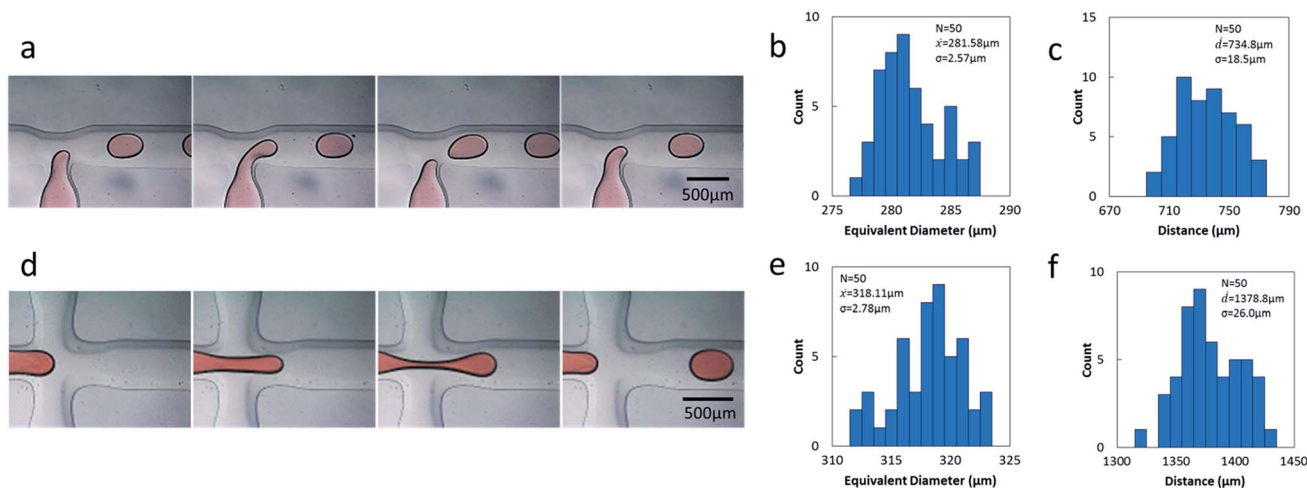 a
500µm
b
10
5
0
275
280
285
290
Count
Equivalent Diameter (µm)
N=50
ẋ=281.58µm
σ=2.57µm
c
15
10
5
0
670
710
750
790
Count
Distance (µm)
N=50
ḋ=734.8µm
σ=18.5µm
d
500µm
e
10
5
0
310
315
320
325
Count
Equivalent Diameter (µm)
N=50
ẋ=318.11µm
σ=2.78µm
f
10
5
0
1300
1350
1400
1450
Count
Distance (µm)
N=50
ḋ=1378.8µm
σ=26.0µm